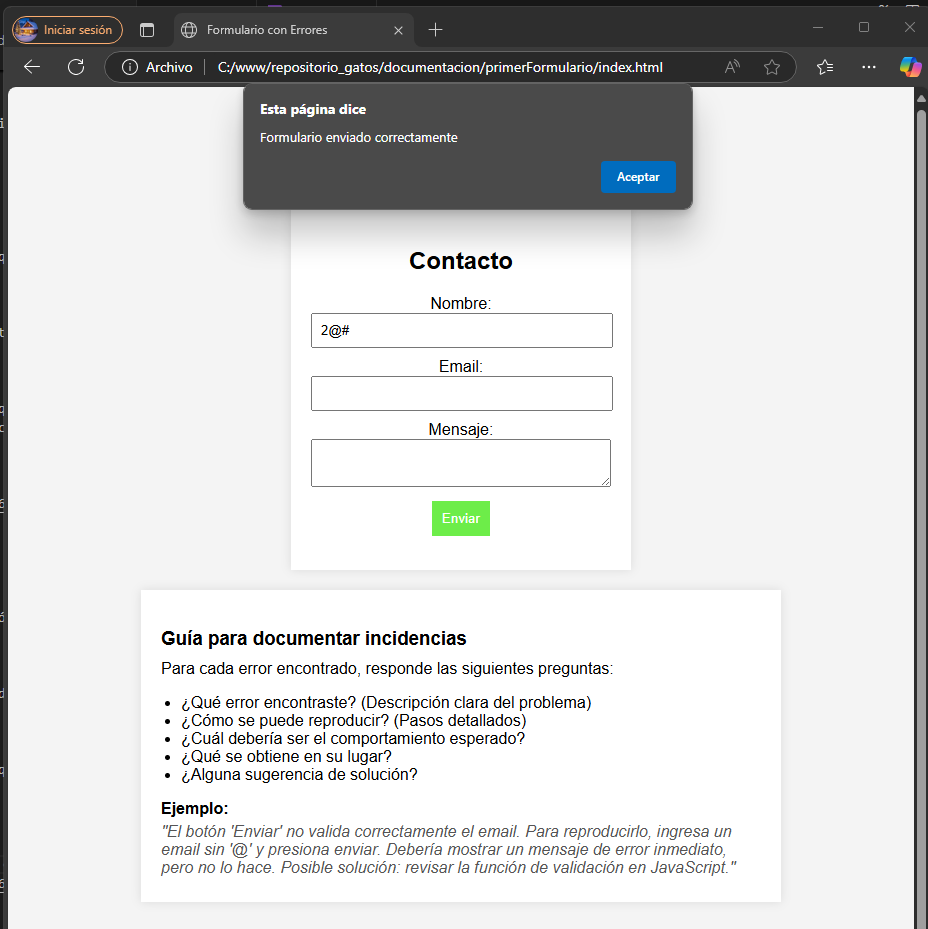 Iniciar sesión
Formulario con Errores
Archivo
C:/www/repositorio_gatos/documentacion/primerFormulario/index.html
Esta página dice
Formulario enviado correctamente
Aceptar
Contacto
Nombre:
2@#
Email:
Mensaje:
Enviar
Guía para documentar incidencias
Para cada error encontrado, responde las siguientes preguntas:
• ¿Qué error encontraste? (Descripción clara del problema)
• ¿Cómo se puede reproducir? (Pasos detallados)
• ¿Cuál debería ser el comportamiento esperado?
• ¿Qué se obtiene en su lugar?
• ¿Alguna sugerencia de solución?
Ejemplo:
"El botón 'Enviar' no valida correctamente el email. Para reproducirlo, ingresa un
email sin '@' y presiona enviar. Debería mostrar un mensaje de error inmediato,
pero no lo hace. Posible solución: revisar la función de validación en JavaScript."